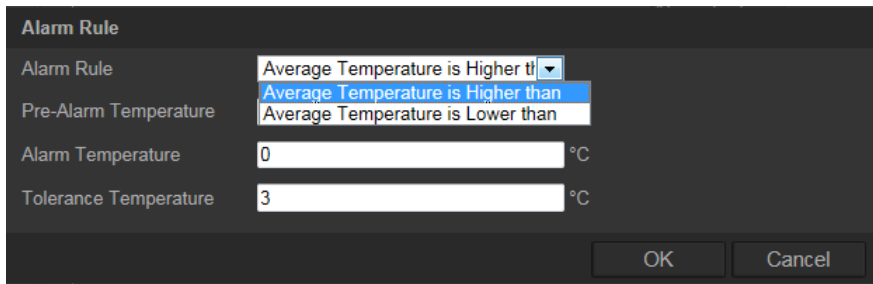 Alarm Rule
Alarm Rule Average Temperature is Higher th
Average Temperature is Higher than
Pre-Alarm Temperature Average Temperature is Lower than
Alarm Temperature 0 °C
Tolerance Temperature 3 °C
OK Cancel